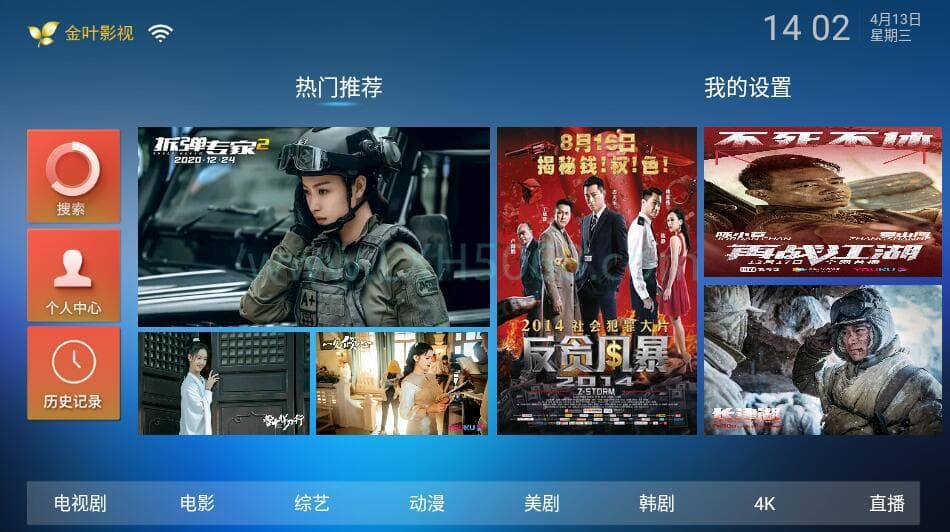 金叶影视
14 02
4月13日
星期三
热门推荐
我的设置
搜索
个人中心
历史记录
拆弹专家2
2020·12·24
8月16日
揭秘钱!权!色!
2014 社会犯罪大片
反贪风暴
2014
Z-STORM
不死不休
再战江湖
YOUKU
长津湖
电视剧
电影
综艺
动漫
美剧
韩剧
4K
直播